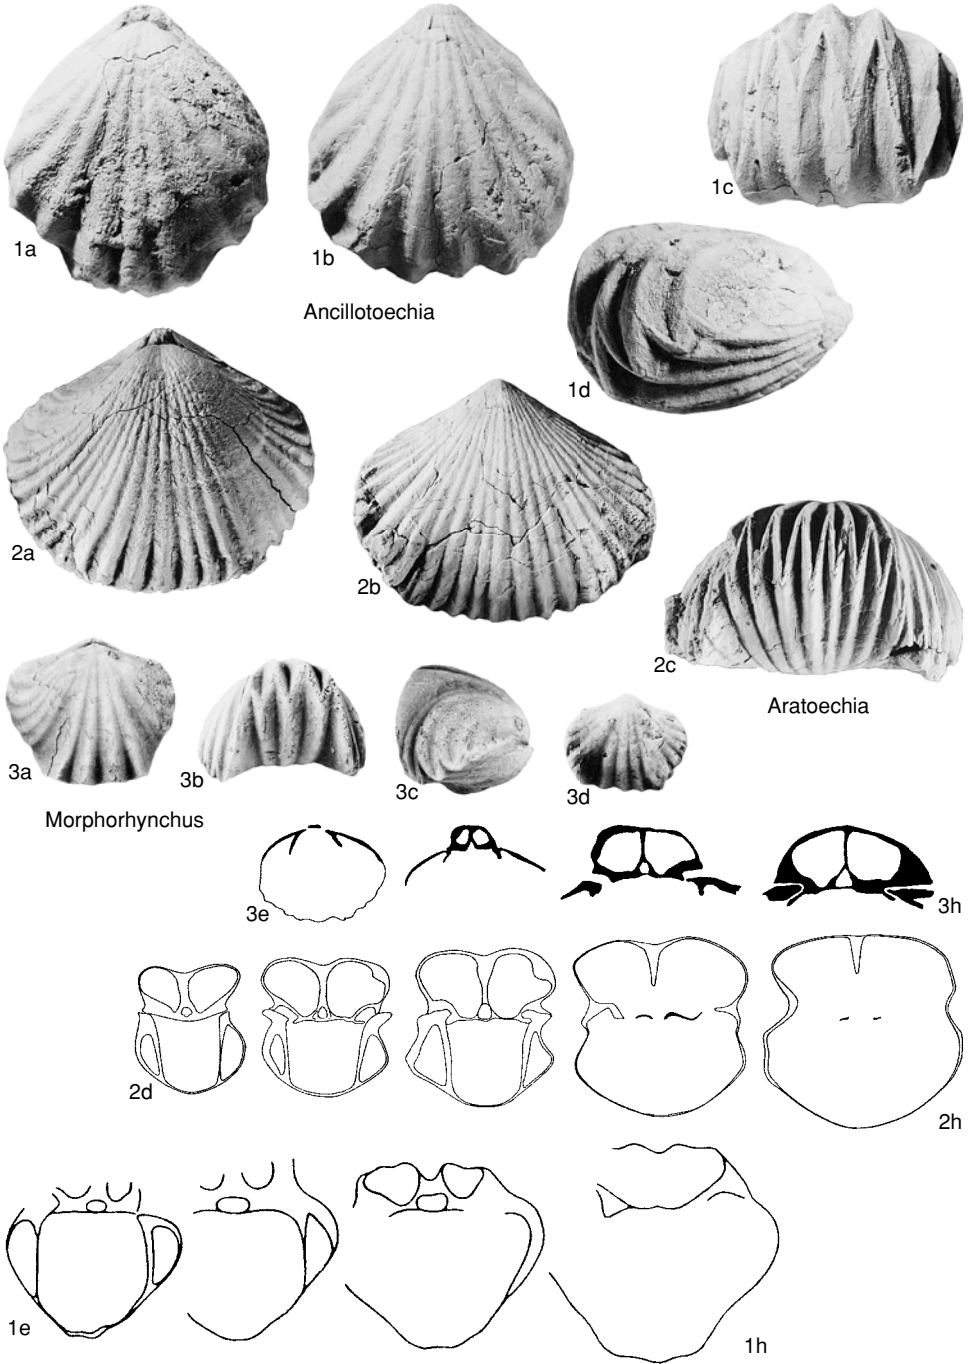 1a
1b
1c
Ancillotoechia
1d
2a
2b
2c
Aratoechia
3a
3b
3c
3d
Morphorhynchus
3e
3h
2d
2h
1e
1h